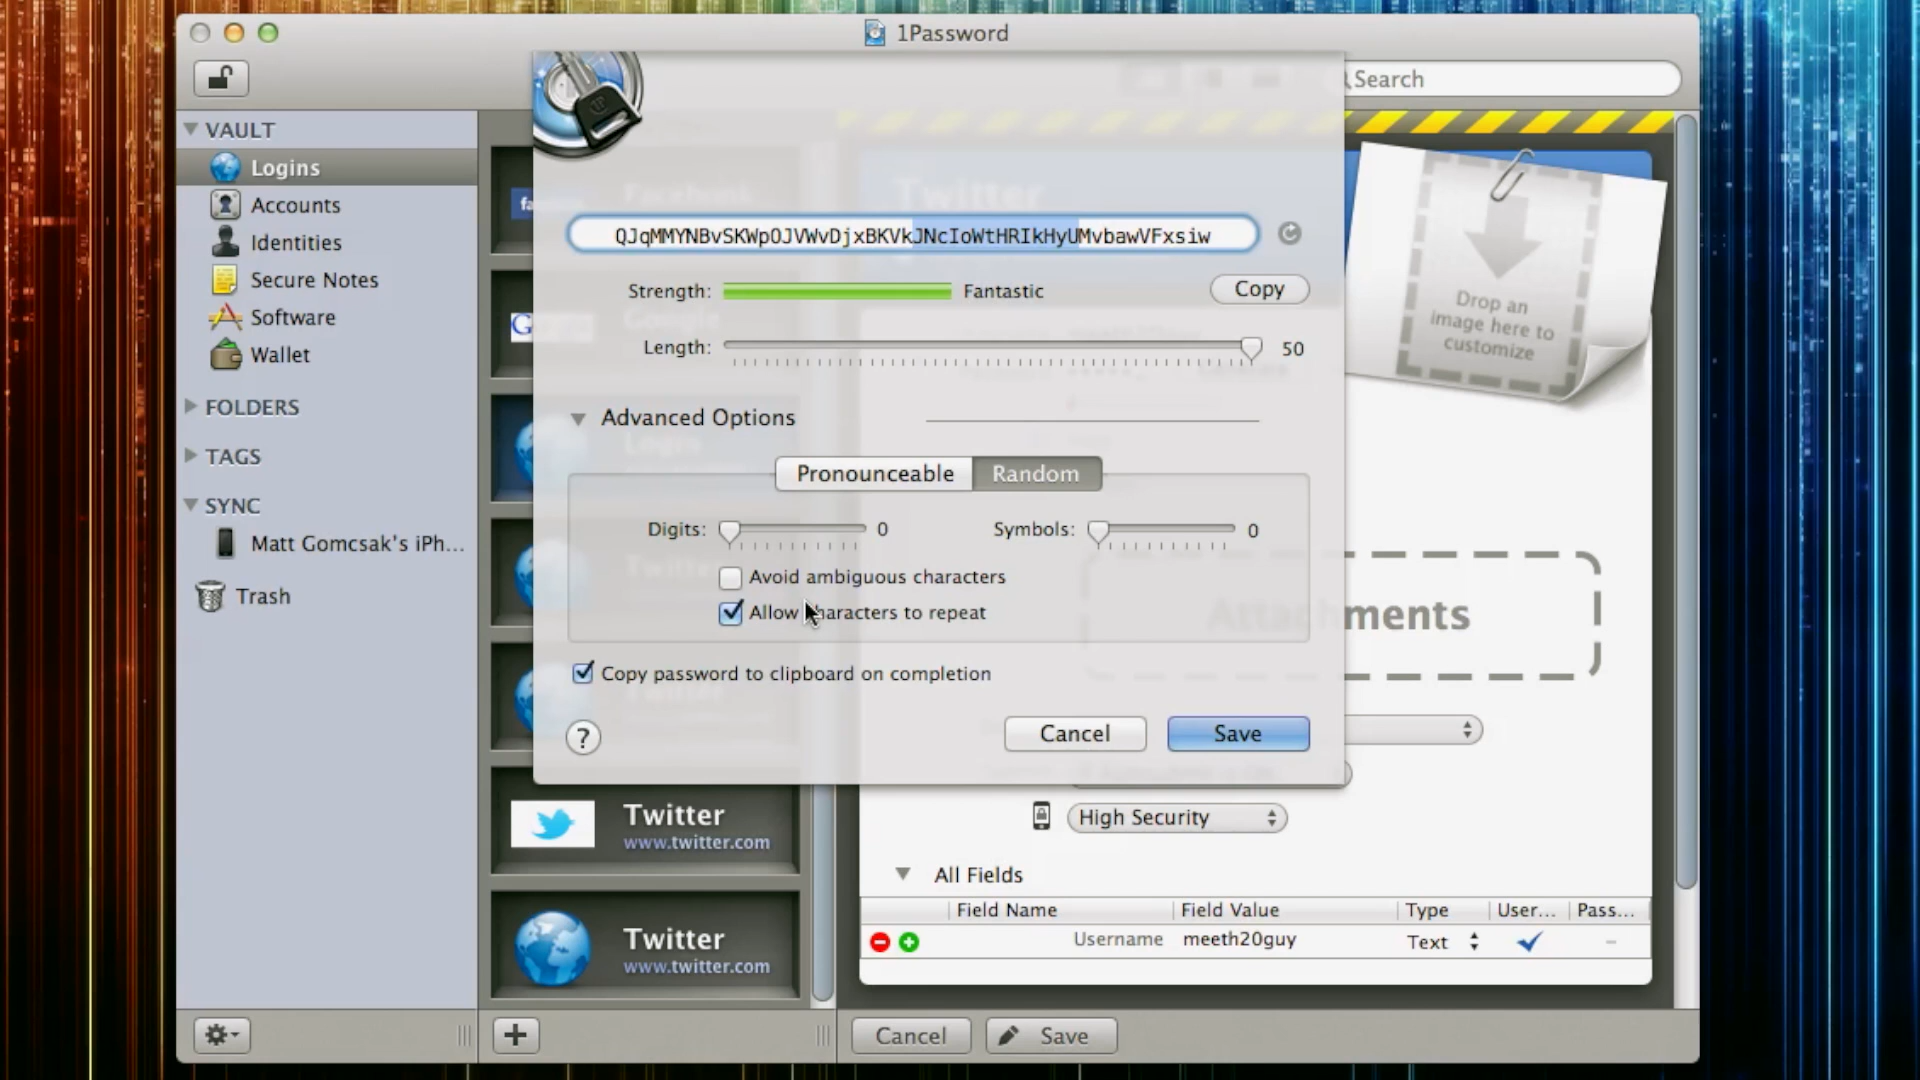 1Password
Search
VAULT
Logins
Accounts
Identities
Secure Notes
Software
Wallet
FOLDERS
TAGS
SYNC
Matt Gomcsak's iPh...
Trash
QJqMMYNBvSKWpOJVWvDjxBKVkJNcIoWtHRIkHyUMvbawVFxsiw
Strength: Fantastic Copy
Length: 50
Advanced Options
Pronounceable Random
Digits: 0 Symbols: 0
Avoid ambiguous characters
Allow characters to repeat
Copy password to clipboard on completion
? Cancel Save
Twitter
Drop an
image here to
customize
Attachments
High Security
Twitter
www.twitter.com
Twitter
www.twitter.com
All Fields
Field Name Field Value Type User... Pass...
Username meeth20guy Text
Cancel Save